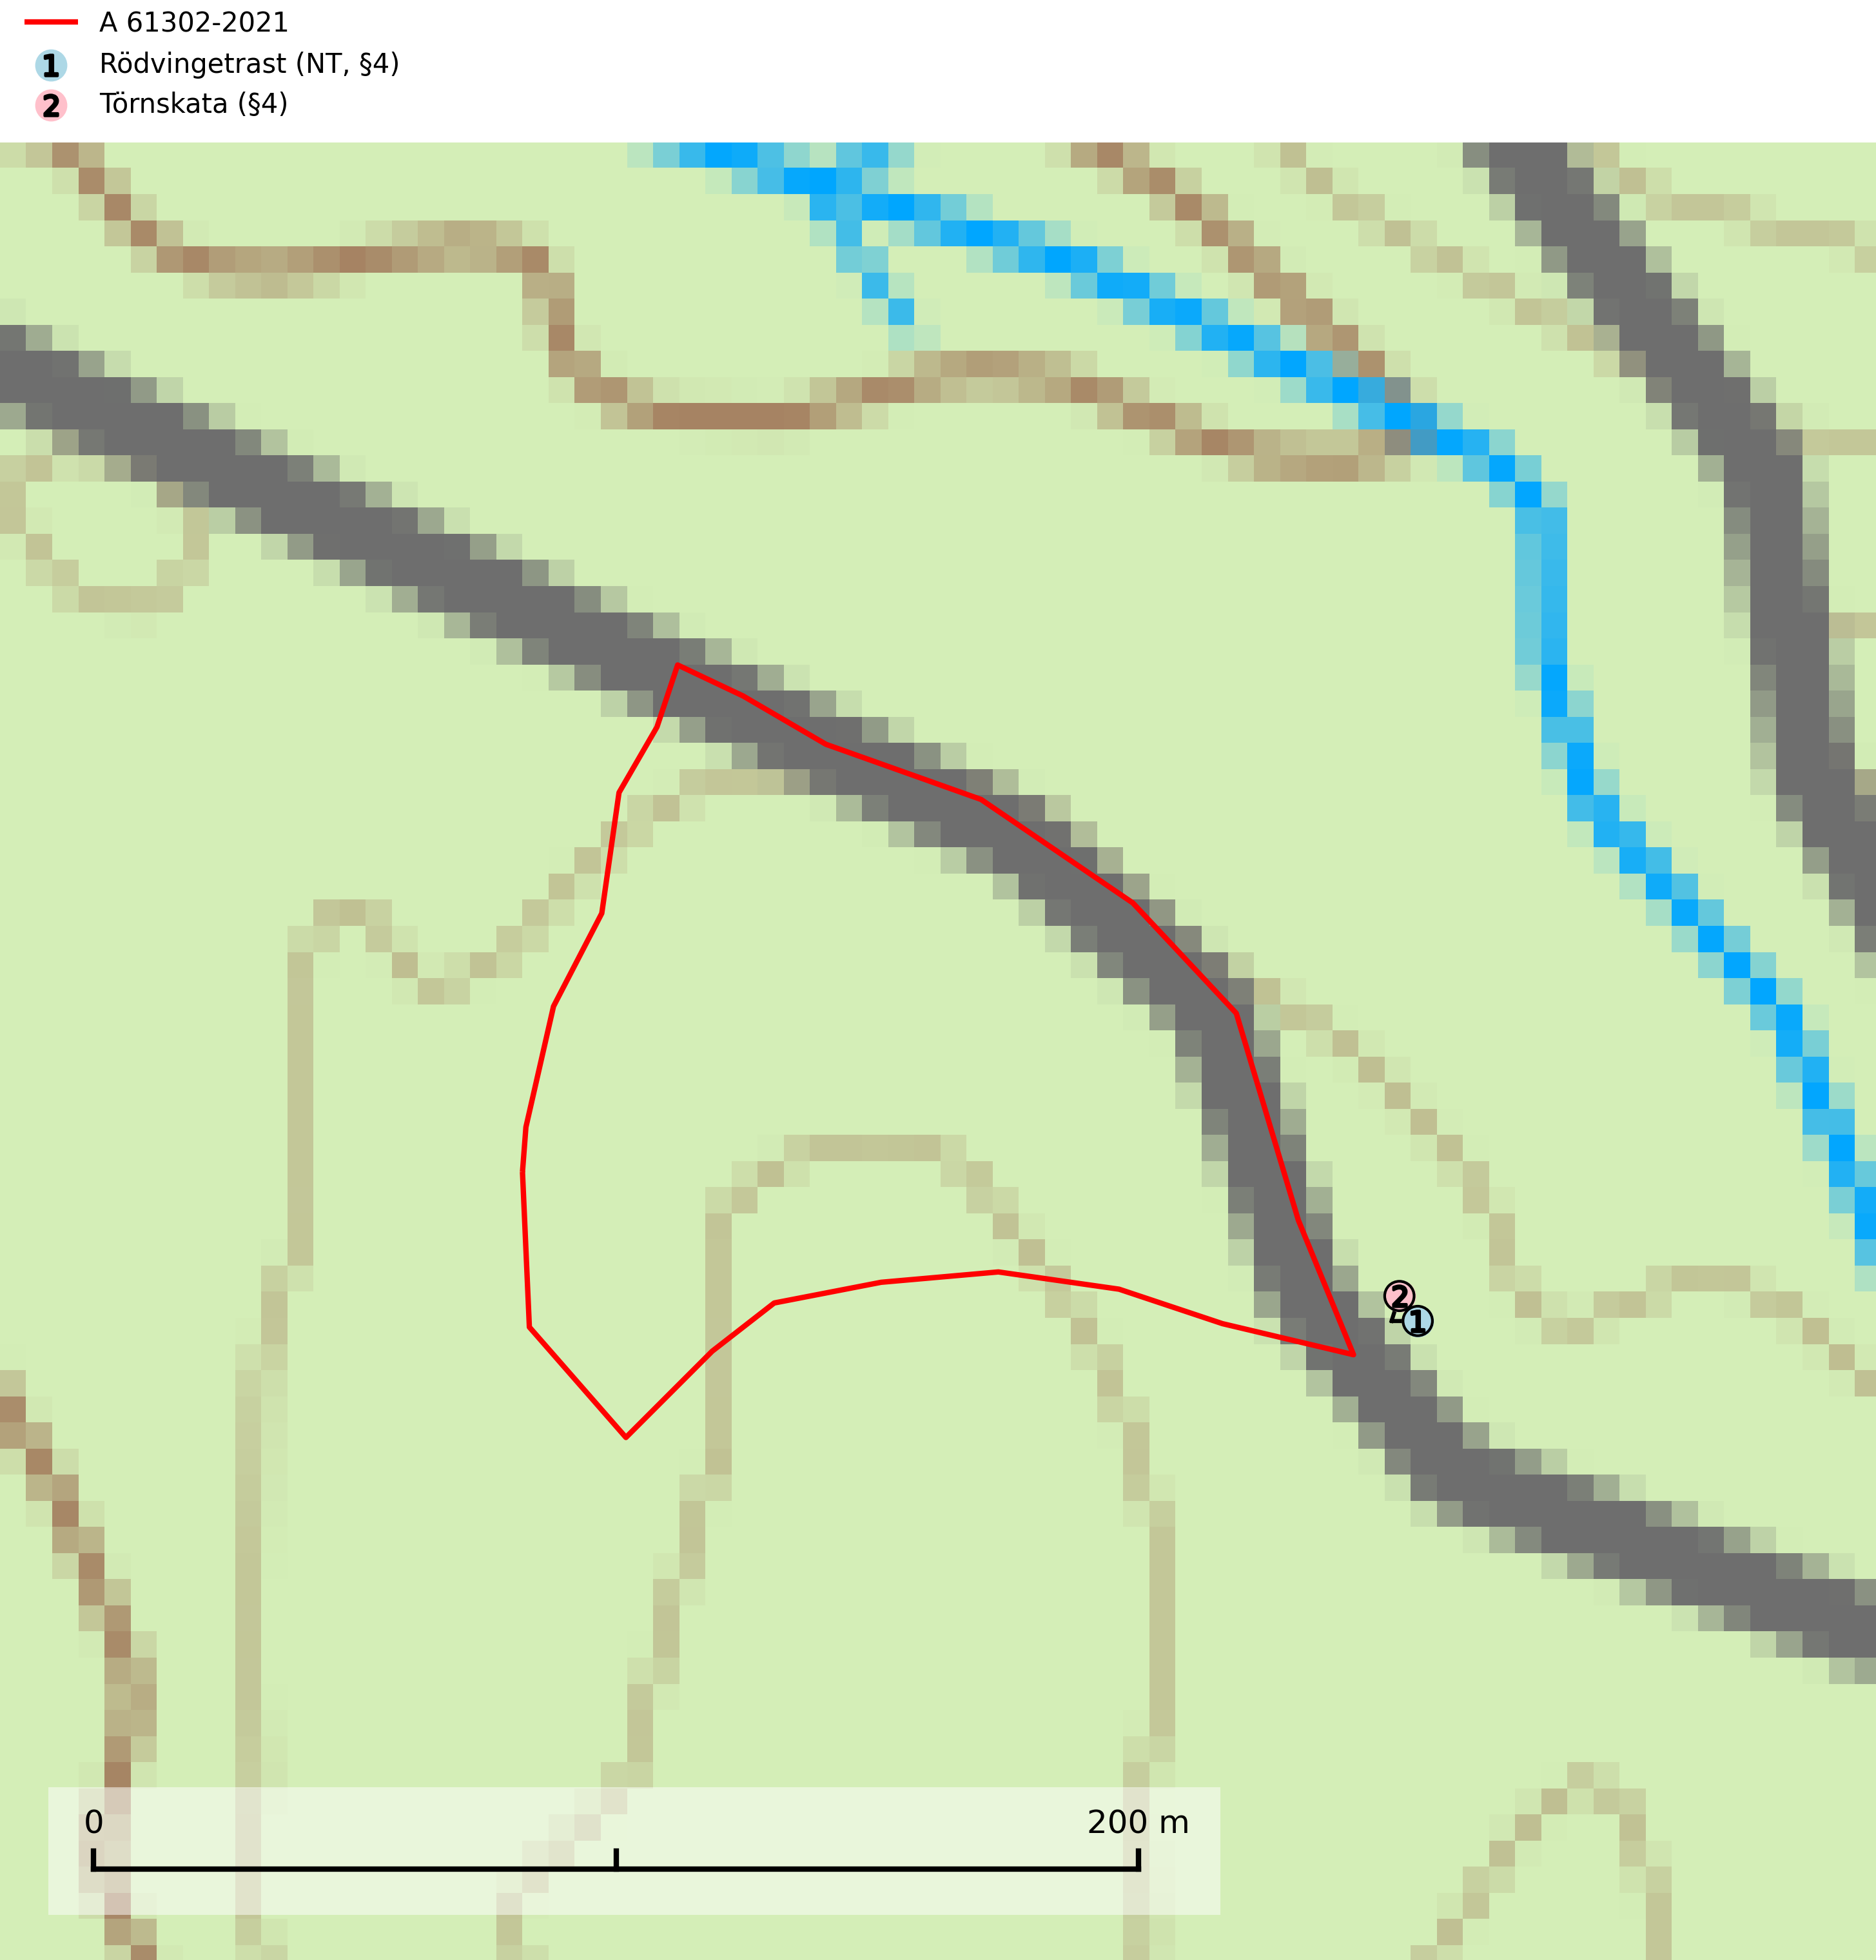 A 61302-2021
1 Rödvingetrast (NT, §4)
2 Törnskata (§4)
2
1
0 200 m